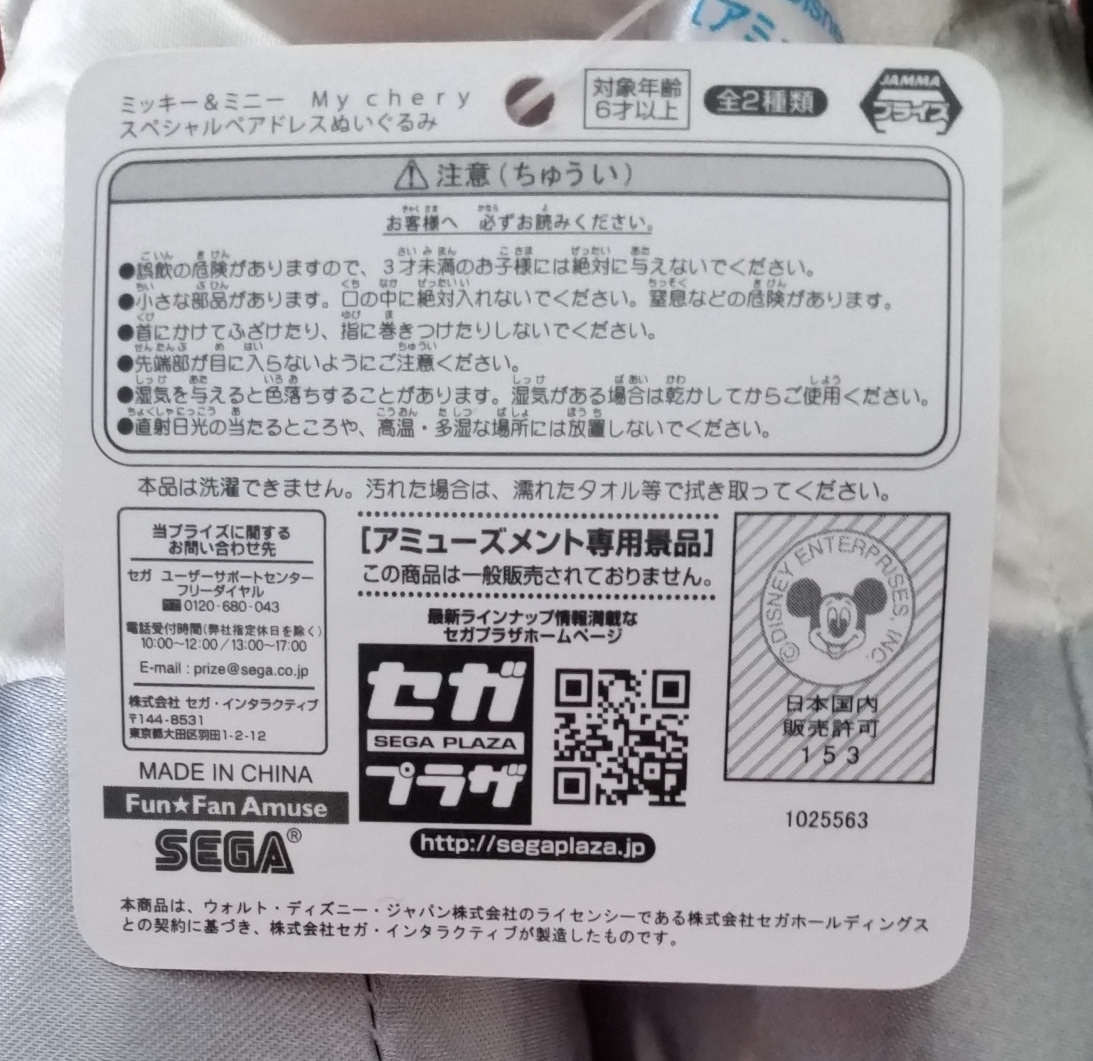 ミッキー＆ミニー　My chery
スペシャルペアドレスぬいぐるみ
対象年齢
6才以上
全2種類
JAMMA
プライズ
注意(ちゅうい)
お客様へ　必ずお読みください。
●誤飲の危険がありますので、3才未満のお子様には絶対に与えないでください。
●小さな部品があります。口の中に絶対入れないでください。窒息などの危険があります。
●首にかけてふざけたり、指に巻きつけたりしないでください。
●先端部が目に入らないようにご注意ください。
●湿気を与えると色落ちすることがあります。湿気がある場合は乾かしてからご使用ください。
●直射日光の当たるところや、高温・多湿な場所には放置しないでください。
本品は洗濯できません。汚れた場合は、濡れたタオル等で拭き取ってください。
当プライズに関する
お問い合わせ先
セガ ユーザーサポートセンター
フリーダイヤル
0120-680-043
電話受付時間(弊社指定休日を除く)
10:00～12:00/13:00～17:00
E-mail : prize@sega.co.jp
株式会社 セガ・インタラクティブ
〒144-8531
東京都大田区羽田1-2-12
MADE IN CHINA
Fun★Fan Amuse
SEGA®
[アミューズメント専用景品]
この商品は一般販売されておりません。
最新ラインナップ情報満載な
セガプラザホームページ
セガ
SEGA PLAZA
プラザ
http://segaplaza.jp
©DISNEY ENTERPRISES, INC.
日本国内
販売許可
153
1025563
本商品は、ウォルト・ディズニー・ジャパン株式会社のライセンシーである株式会社セガホールディングス
との契約に基づき、株式会社セガ・インタラクティブが製造したものです。